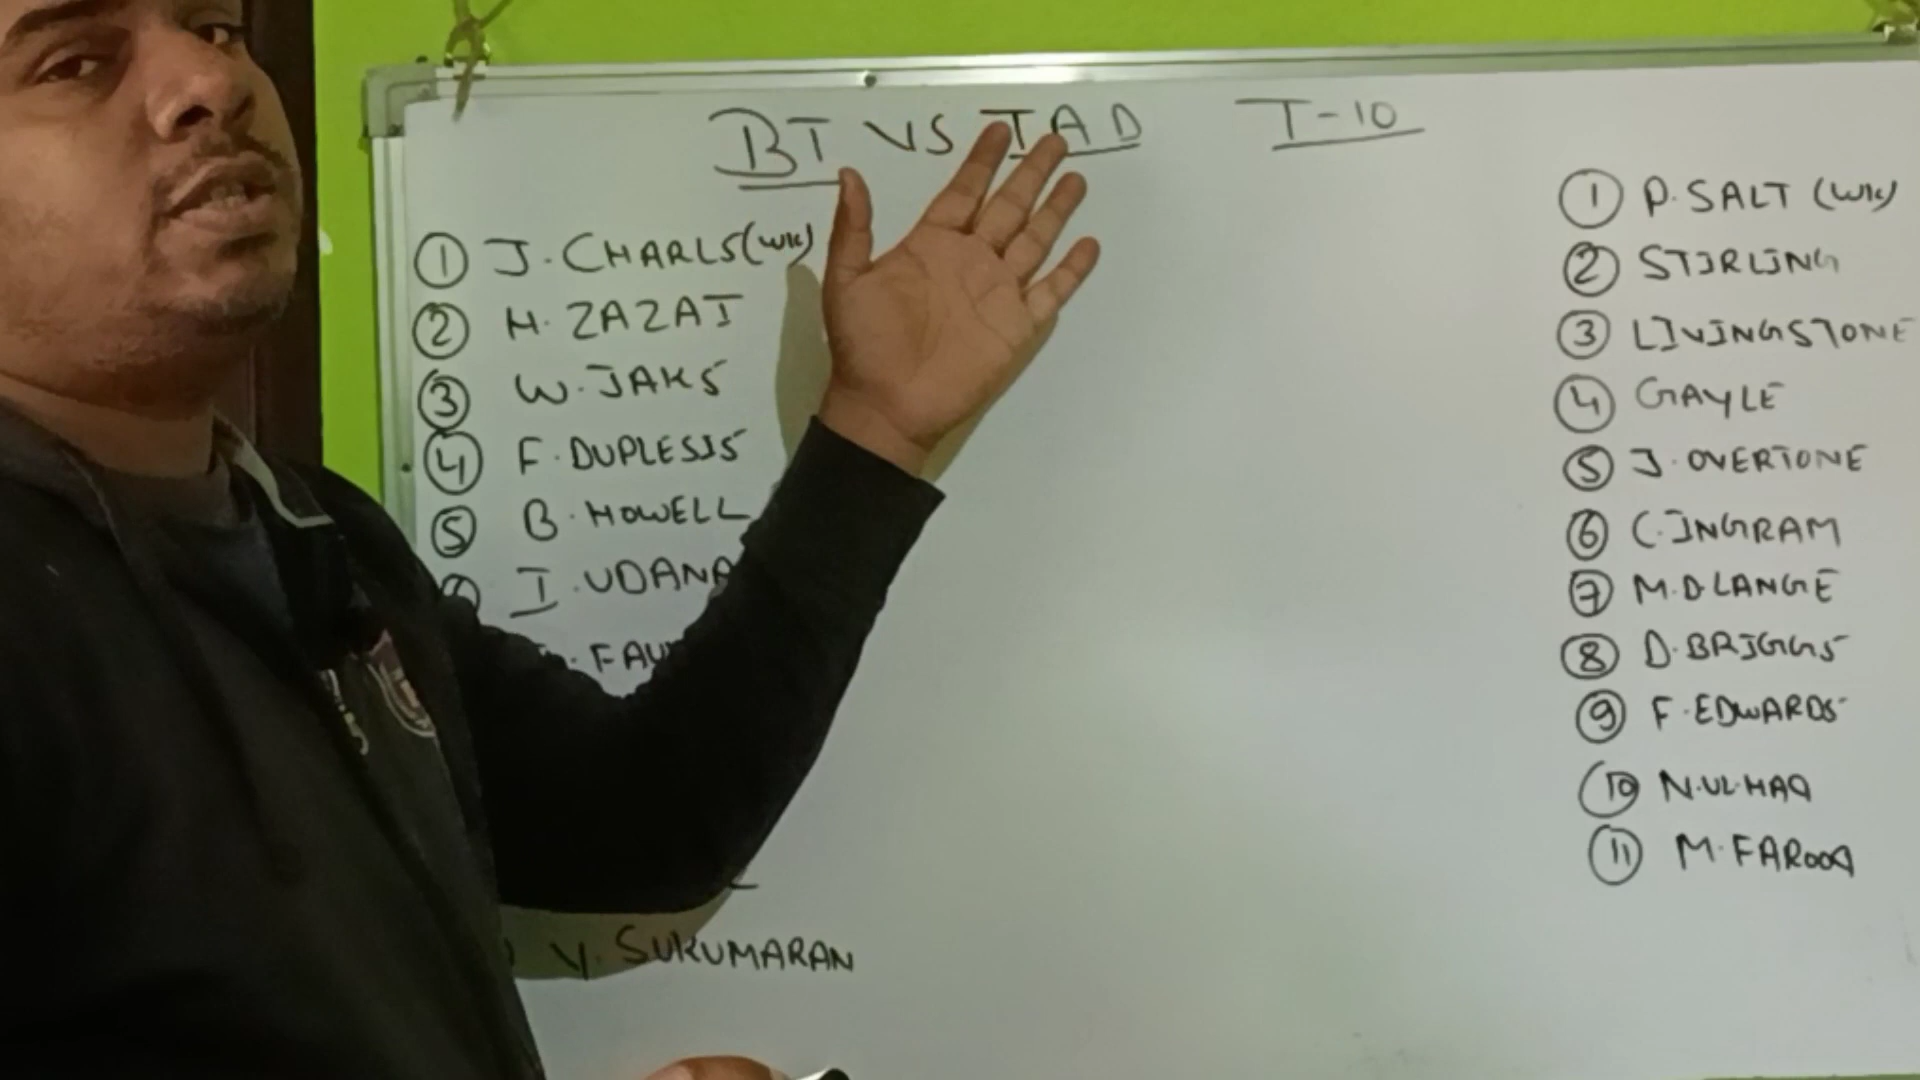 BT VS TAD T-10
① J. CHARLS (WK)
② H. ZAZAI
③ W. JAKS
④ F. DUPLESIS
⑤ B. HOWELL
I. UDANA
Y. SUKUMARAN
① P. SALT (WK)
② STIRLING
③ LIVINGSTONE
④ GAYLE
⑤ J. OVERTONE
⑥ C. INGRAM
⑦ M. D LANGE
⑧ D. BRIGGS
⑨ F. EDWARDS
⑩ N. UL. HAQ
⑪ M. FAROOQ